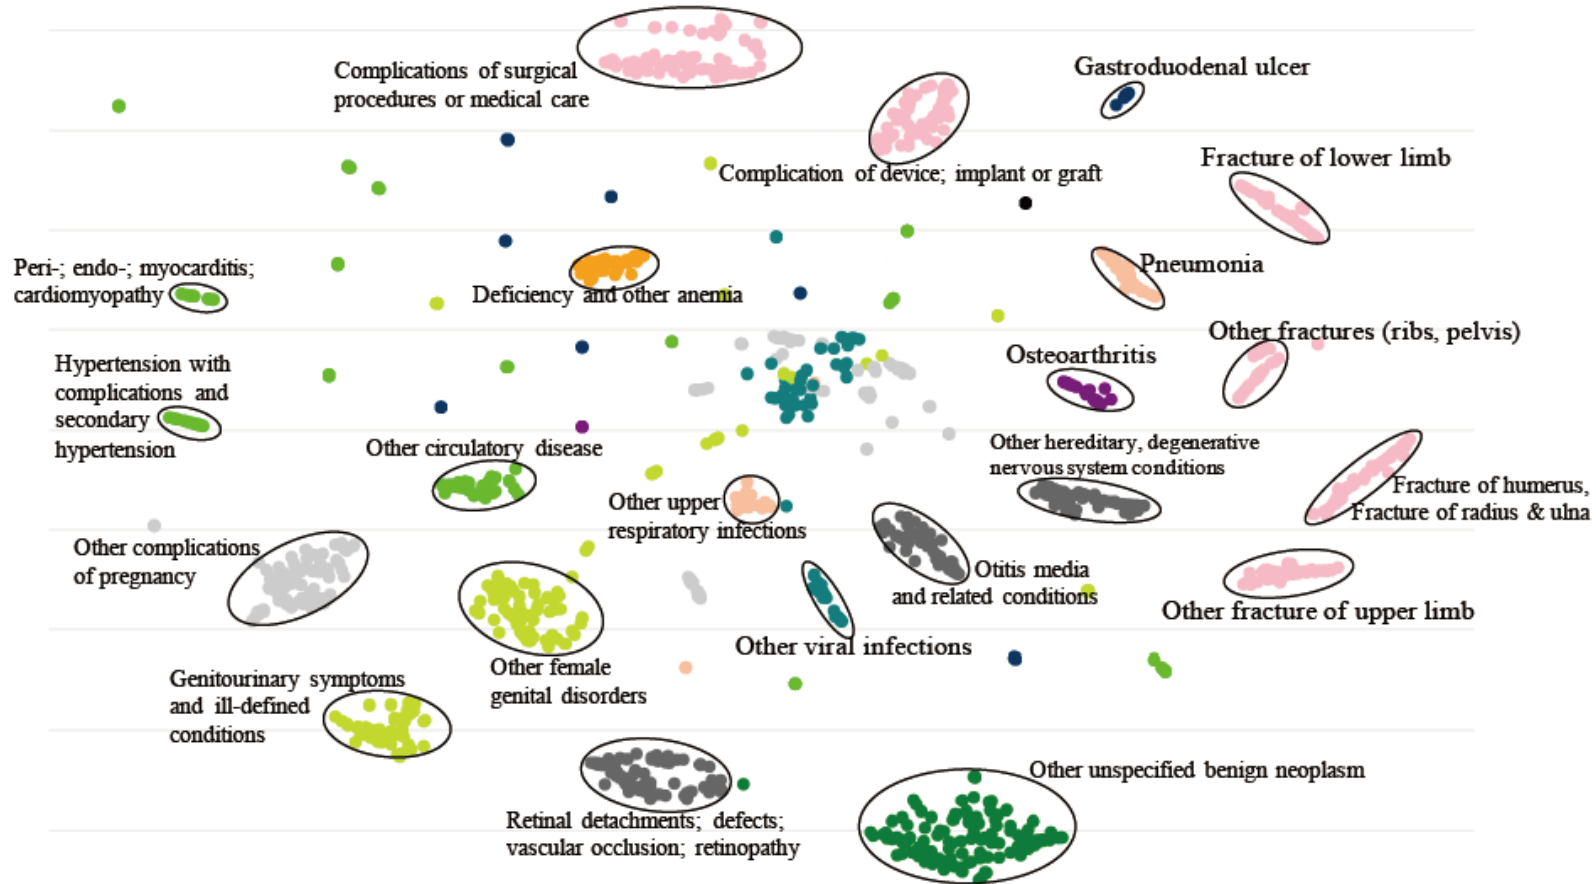 Complications of surgical
procedures or medical care
Gastroduodenal ulcer
Complication of device; implant or graft
Fracture of lower limb
Peri-; endo-; myocarditis;
cardiomyopathy
Deficiency and other anemia
Pneumonia
Other fractures (ribs, pelvis)
Hypertension with
complications and
secondary
hypertension
Osteoarthritis
Other circulatory disease
Other hereditary, degenerative
nervous system conditions
Other upper
respiratory infections
Fracture of humerus,
Fracture of radius & ulna
Other complications
of pregnancy
Otitis media
and related conditions
Other fracture of upper limb
Other viral infections
Other female
genital disorders
Genitourinary symptoms
and ill-defined
conditions
Other unspecified benign neoplasm
Retinal detachments; defects;
vascular occlusion; retinopathy